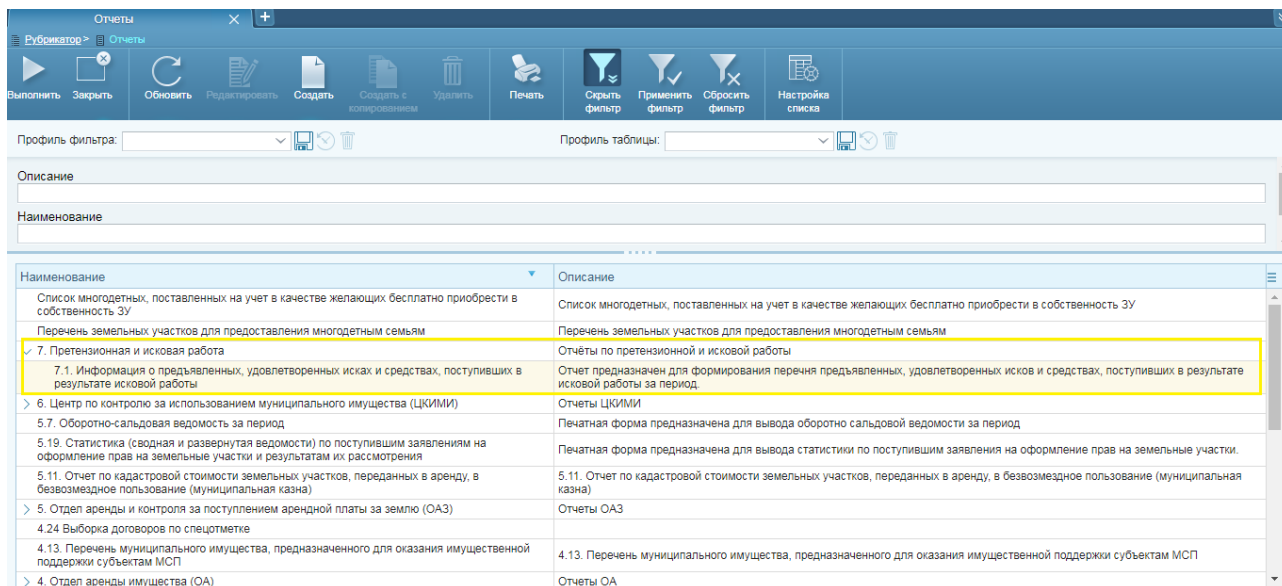 Отчеты
Рубрикатор > Отчеты
Выполнить Закрыть Обновить Редактировать Создать Создать с копированием Удалить Печать Скрыть фильтр Применить фильтр Сбросить фильтр Настройка списка
Профиль фильтра: Профиль таблицы:
Описание
Наименование
Наименование Описание
Список многодетных, поставленных на учет в качестве желающих бесплатно приобрести в
собственность ЗУ
Список многодетных, поставленных на учет в качестве желающих бесплатно приобрести в собственность ЗУ
Перечень земельных участков для предоставления многодетным семьям
Перечень земельных участков для предоставления многодетным семьям
7. Претензионная и исковая работа
Отчёты по претензионной и исковой работы
7.1. Информация о предъявленных, удовлетворенных исках и средствах, поступивших в
результате исковой работы
Отчет предназначен для формирования перечня предъявленных, удовлетворенных исков и средствах, поступивших в результате
исковой работы за период.
6. Центр по контролю за использованием муниципального имущества (ЦКИМИ)
Отчеты ЦКИМИ
5.7. Оборотно-сальдовая ведомость за период
Печатная форма предназначена для вывода оборотно сальдовой ведомости за период
5.19. Статистика (сводная и развернутая ведомости) по поступившим заявлениям на
оформление прав на земельные участки и результатам их рассмотрения
Печатная форма предназначена для вывода статистики по поступившим заявления на оформление прав на земельные участки.
5.11. Отчет по кадастровой стоимости земельных участков, переданных в аренду, в
безвозмездное пользование (муниципальная казна)
5.11. Отчет по кадастровой стоимости земельных участков, переданных в аренду, в безвозмездное пользование (муниципальная
казна)
5. Отдел аренды и контроля за поступлением арендной платы за землю (ОАЗ)
Отчеты ОАЗ
4.24 Выборка договоров по спецотметке
4.13. Перечень муниципального имущества, предназначенного для оказания имущественной
поддержки субъектам МСП
4.13. Перечень муниципального имущества, предназначенного для оказания имущественной поддержки субъектам МСП
4. Отдел аренды имущества (ОА)
Отчеты ОА